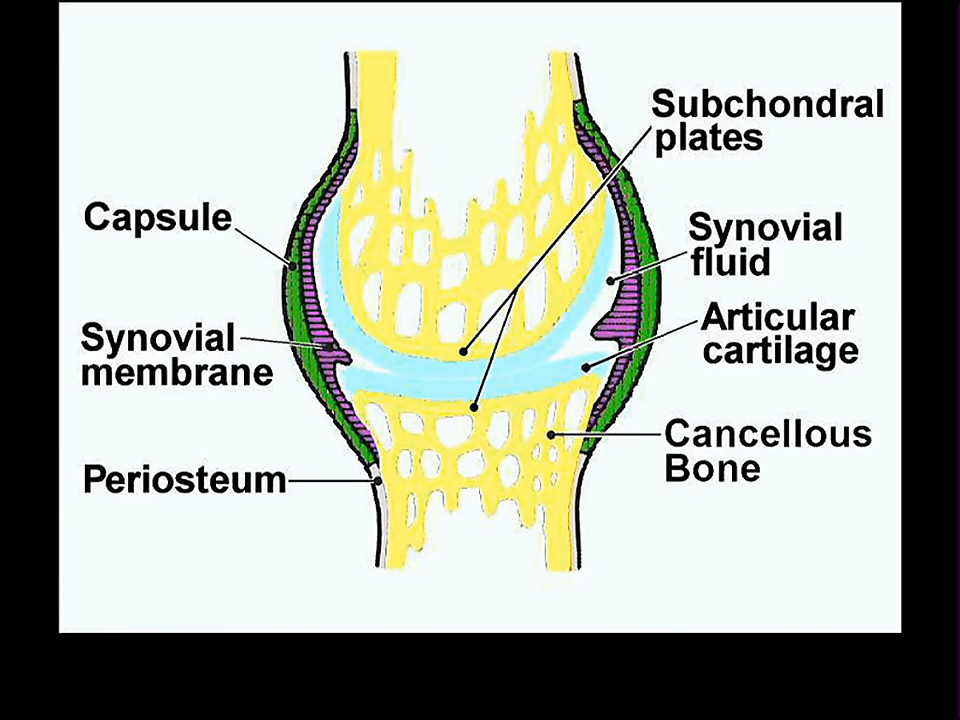 Subchondral
plates
Capsule
Synovial
fluid
Synovial
membrane
Articular
cartilage
Cancellous
Bone
Periosteum